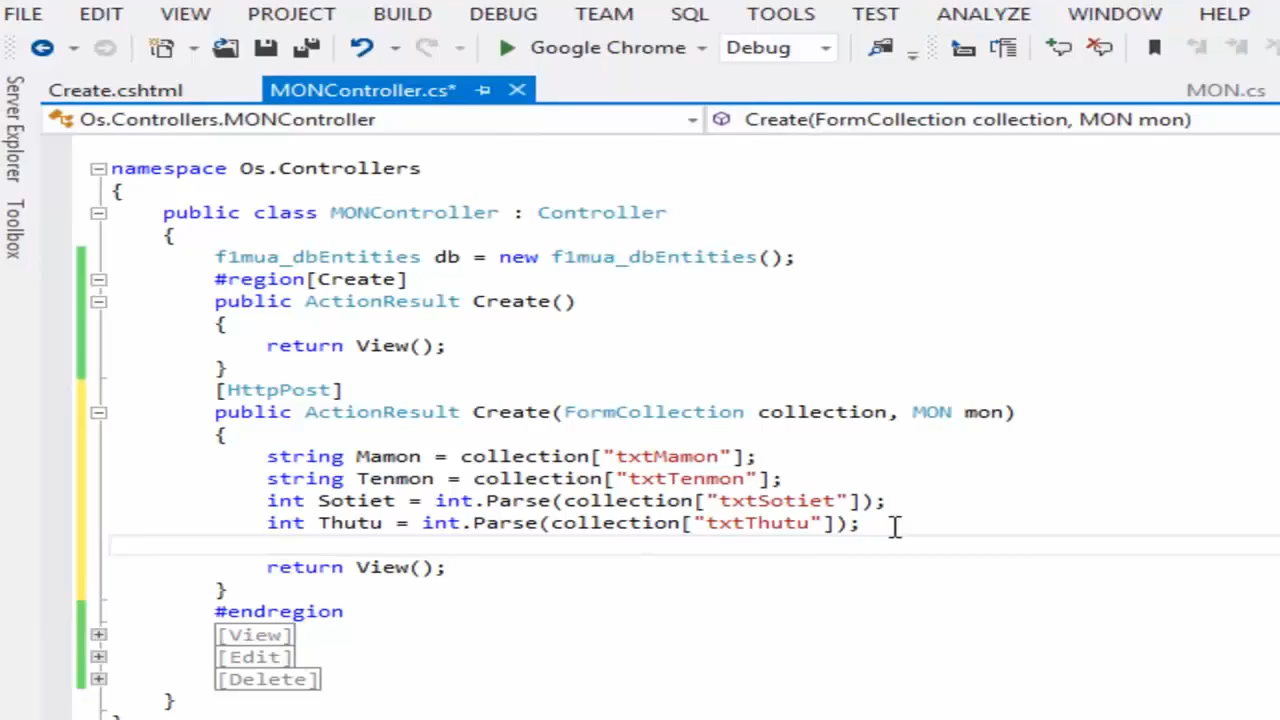 FILE EDIT VIEW PROJECT BUILD DEBUG TEAM SQL TOOLS TEST ANALYZE WINDOW HELP
Google Chrome Debug
Server Explorer
Toolbox
Create.cshtml MONController.cs* MON.cs
Os.Controllers.MONController Create(FormCollection collection, MON mon)
namespace Os.Controllers
{
public class MONController : Controller
{
f1mua_dbEntities db = new f1mua_dbEntities();
#region[Create]
public ActionResult Create()
{
return View();
}
[HttpPost]
public ActionResult Create(FormCollection collection, MON mon)
{
string Mamon = collection["txtMamon"];
string Tenmon = collection["txtTenmon"];
int Sotiet = int.Parse(collection["txtSotiet"]);
int Thutu = int.Parse(collection["txtThutu"]);
return View();
}
#endregion
[View]
[Edit]
[Delete]
}
}